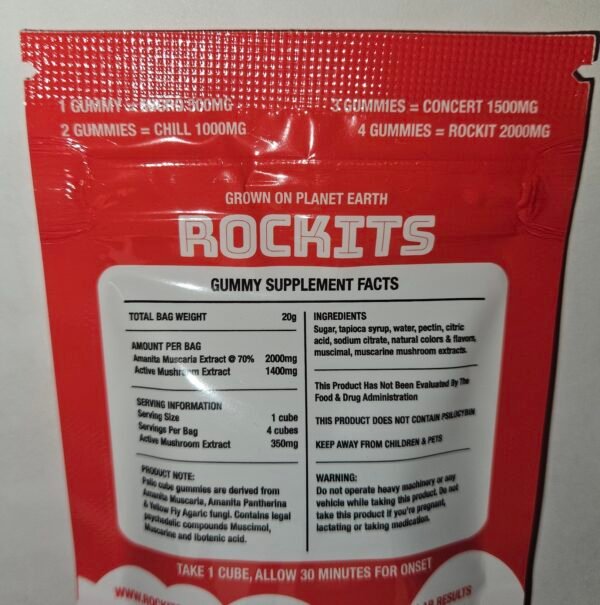 1 GUMMY 500MG
3 GUMMIES = CONCERT 1500MG
2 GUMMIES = CHILL 1000MG
4 GUMMIES = ROCKIT 2000MG
GROWN ON PLANET EARTH
ROCKITS
GUMMY SUPPLEMENT FACTS
TOTAL BAG WEIGHT 20g
AMOUNT PER BAG
Amanita Muscaria Extract @ 70% 2000mg
Active Mushroom Extract 1400mg
SERVING INFORMATION
Serving Size 1 cube
Servings Per Bag 4 cubes
Active Mushroom Extract 350mg
PRODUCT NOTE:
Palio cube gummies are derived from
Amanita Muscaria, Amanita Pantherina
& Yellow Fly Agaric fungi. Contains legal
psychedelic compounds Muscimol,
Muscarine and Ibotenic acid.
INGREDIENTS
Sugar, tapioca syrup, water, pectin, citric
acid, sodium citrate, natural colors & flavors,
muscimal, muscarine mushroom extracts.
This Product Has Not Been Evaluated By The
Food & Drug Administration
THIS PRODUCT DOES NOT CONTAIN PSILOCYBIN
KEEP AWAY FROM CHILDREN & PETS
WARNING:
Do not operate heavy machinery or any
vehicle while taking this product. Do not
take this product if you're pregnant,
lactating or taking medication.
TAKE 1 CUBE, ALLOW 30 MINUTES FOR ONSET
RESULTS